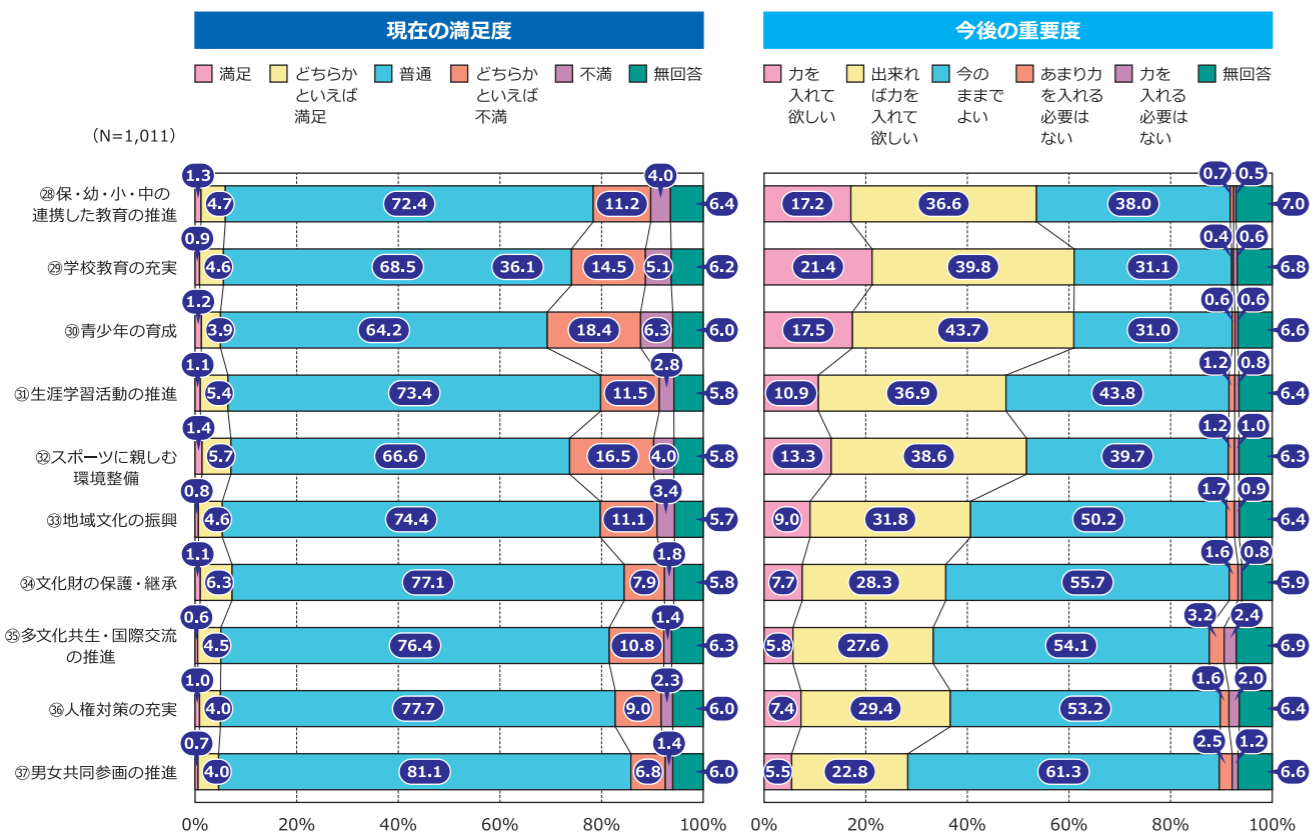 現在の満足度
今後の重要度
満足
どちらか
といえば
満足
普通
どちらか
といえば
不満
不満
無回答
力を
入れて
欲しい
出来れ
ば力を
入れて
欲しい
今の
ままで
よい
あまり力
を入れる
必要は
ない
力を
入れる
必要は
ない
無回答
（N=1,011）
㉘保・幼・小・中の
連携した教育の推進
1.3 4.7 72.4 11.2 4.0 6.4
17.2 36.6 38.0 0.7 0.5 7.0
㉙学校教育の充実
0.9 4.6 68.5 36.1 14.5 5.1 6.2
21.4 39.8 31.1 0.4 0.6 6.8
㉚青少年の育成
1.2 3.9 64.2 18.4 6.3 6.0
17.5 43.7 31.0 0.6 0.6 6.6
㉛生涯学習活動の推進
1.1 5.4 73.4 11.5 2.8 5.8
10.9 36.9 43.8 1.2 0.8 6.4
㉜スポーツに親しむ
環境整備
1.4 5.7 66.6 16.5 4.0 5.8
13.3 38.6 39.7 1.2 1.0 6.3
㉝地域文化の振興
0.8 4.6 74.4 11.1 3.4 5.7
9.0 31.8 50.2 1.7 0.9 6.4
㉞文化財の保護・継承
1.1 6.3 77.1 7.9 1.8 5.8
7.7 28.3 55.7 1.6 0.8 5.9
㉟多文化共生・国際交流
の推進
0.6 4.5 76.4 10.8 1.4 6.3
5.8 27.6 54.1 3.2 2.4 6.9
㊱人権対策の充実
1.0 4.0 77.7 9.0 2.3 6.0
7.4 29.4 53.2 1.6 2.0 6.4
㊲男女共同参画の推進
0.7 4.0 81.1 6.8 1.4 6.0
5.5 22.8 61.3 2.5 1.2 6.6
0% 20% 40% 60% 80% 100%
0% 20% 40% 60% 80% 100%